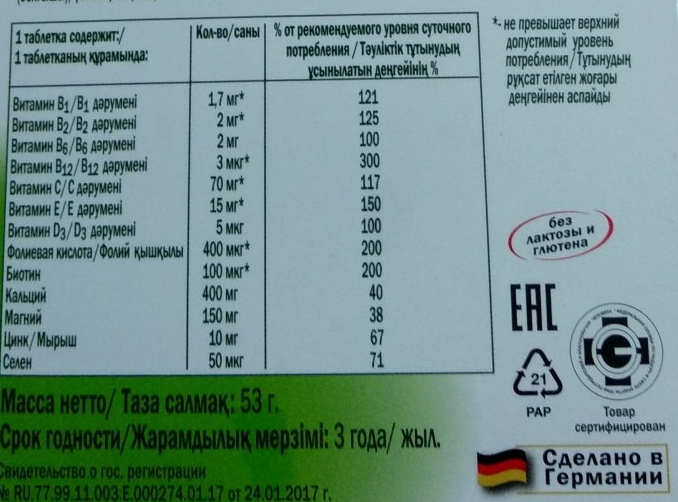 1 таблетка содержит:/
1 таблетканың құрамында:
Кол-во/саны
% от рекомендуемого уровня суточного
потребления / Тәуліктік тұтынудың
ұсынылатын деңгейінің %
Витамин B1/B1 дәрумені 1,7 мг* 121
Витамин B2/B2 дәрумені 2 мг* 125
Витамин B6/B6 дәрумені 2 мг 100
Витамин B12/B12 дәрумені 3 мкг* 300
Витамин C/C дәрумені 70 мг* 117
Витамин E/E дәрумені 15 мг* 150
Витамин D3/D3 дәрумені 5 мкг 100
Фолиевая кислота/Фолий қышқылы 400 мкг* 200
Биотин 100 мкг* 200
Кальций 400 мг 40
Магний 150 мг 38
Цинк/Мырыш 10 мг 67
Селен 50 мкг 71
*- не превышает верхний
допустимый уровень
потребления/Тұтынудың
рұқсат етілген жоғары
деңгейінен аспайды
без
лактозы и
глютена
EAC
21
PAP
Товар
сертифицирован
Масса нетто/ Таза салмақ: 53 г.
Срок годности/Жарамдылық мерзімі: 3 года/ жыл.
Свидетельство о гос. регистрации
№ RU.77.99.11.003.E.000274.01.17 от 24.01.2017 г.
Сделано в
Германии